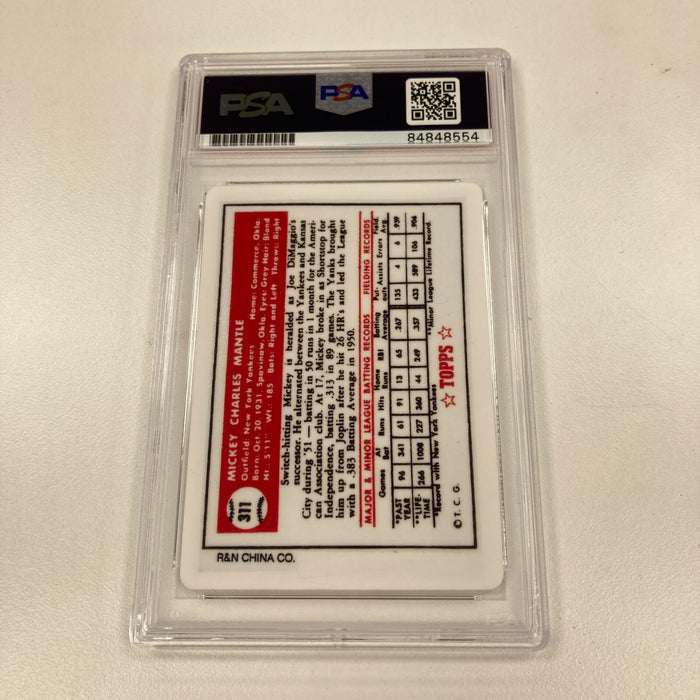 PSA
PSA
84848554
311
MICKEY CHARLES MANTLE
Outfield: New York Yankees Home: Commerce, Okla.
Born: Oct. 20, 1931, Spavinaw, Okla. Eyes: Grey Hair: Blond
Ht.: 5'11" Wt.: 185 Bats: Right and Left Throws: Right
Switch-hitting Mickey is heralded as Joe DiMaggio's
successor. He alternated between the Yankees and Kansas
City during '51 — batting in 50 runs in 1 month for the Ameri-
can Association club. At 17, Mickey broke in as Shortstop for
Independence, batting .313 in 89 games. The Yanks brought
him up from Joplin after he hit 26 HR's and led the League
with a .383 Batting Average in 1950.
MAJOR & MINOR LEAGUE BATTING RECORDS FIELDING RECORDS
Games At Bat Runs Hits Home Runs RBI Batting Average Put-outs Assists Errors Field. Avg.
*PAST YEAR 96 341 61 91 13 65 .267 135 4 6 .959
**LIFE-TIME 266 1000 227 360 44 249 .357 433 589 106 .906
*Record with New York Yankees **Minor League Lifetime Record.
© T. C. G. ☆ TOPPS ☆
R&N CHINA CO.